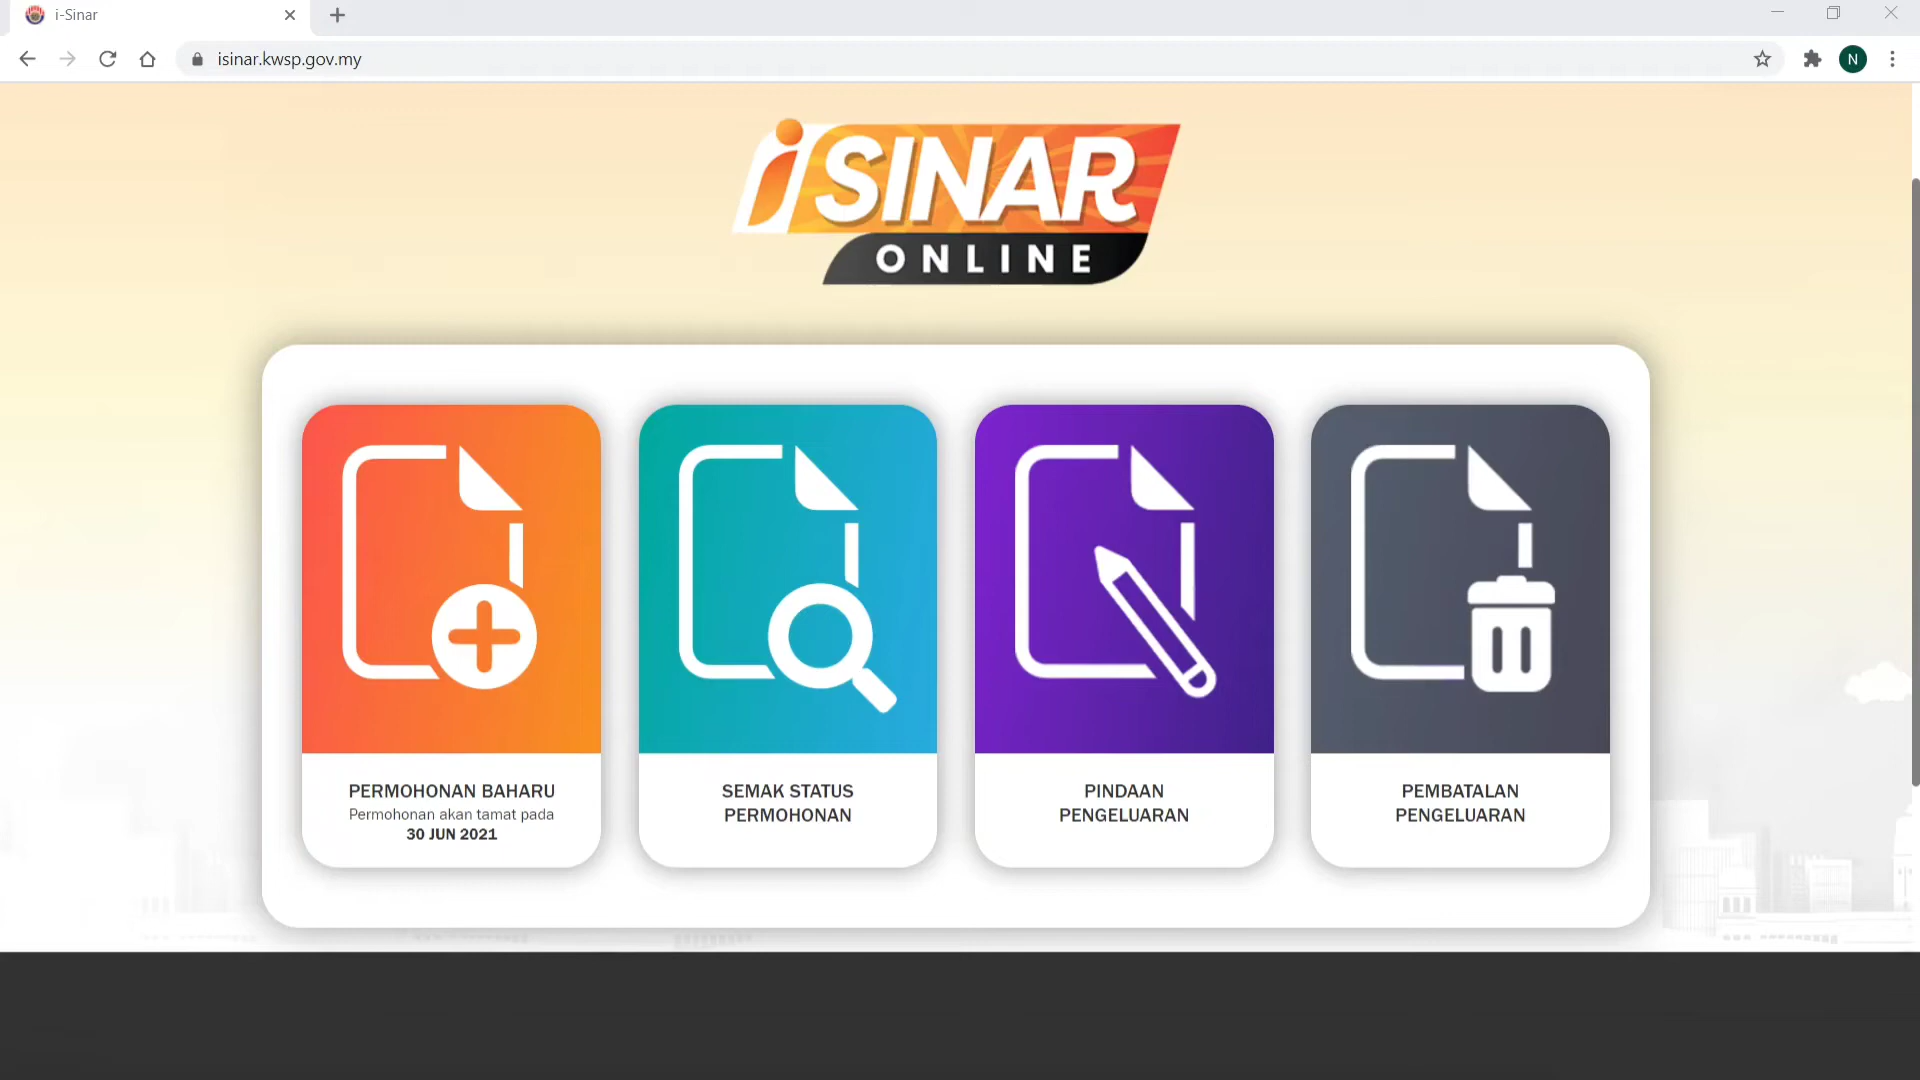 i-Sinar
isinar.kwsp.gov.my
N
iSINAR
ONLINE
PERMOHONAN BAHARU
Permohonan akan tamat pada
30 JUN 2021
SEMAK STATUS
PERMOHONAN
PINDAAN
PENGELUARAN
PEMBATALAN
PENGELUARAN